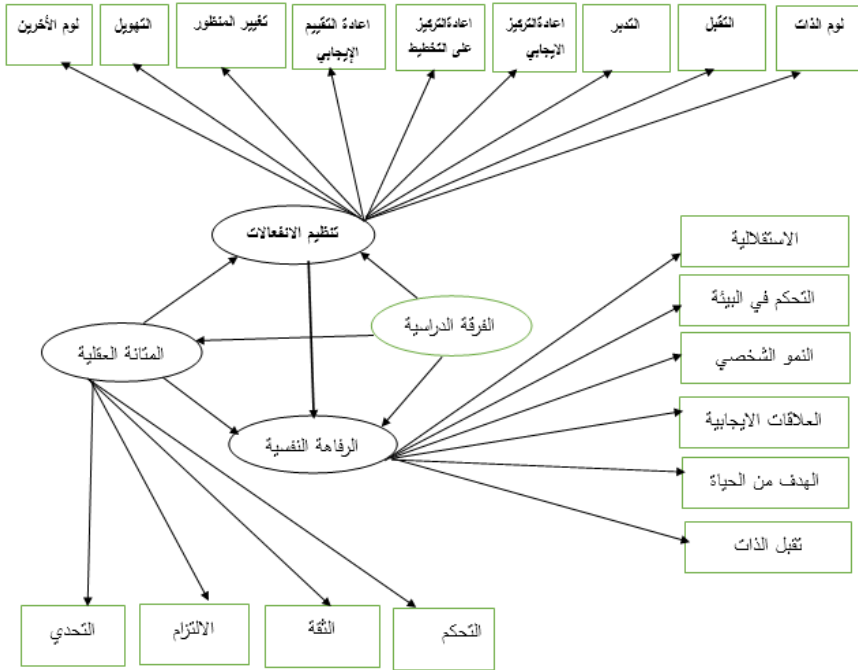 لوم الذات
التقبل
التدبر
اعادةالتركيز
الايجابي
اعادةالتركيز
على التخطيط
اعادة التقييم
الإيجابي
تغيير المنظور
التهويل
لوم الأخرين
تنظيم الانفعالات
الاستقلالية
التحكم في البيئة
الفرقة الدراسية
المتانة العقلية
النمو الشخصي
العلاقات الايجابية
الرفاهة النفسية
الهدف من الحياة
تقبل الذات
التحكم
الثقة
الالتزام
التحدي